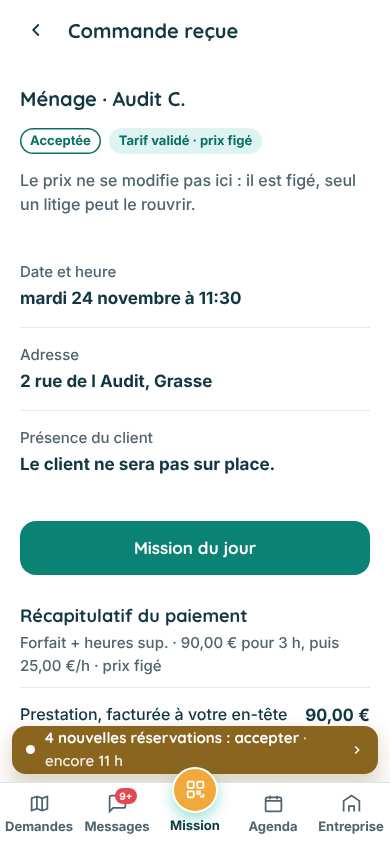 Commande reçue
Ménage · Audit C.
Acceptée
Tarif validé · prix figé
Le prix ne se modifie pas ici : il est figé, seul
un litige peut le rouvrir.
Date et heure
mardi 24 novembre à 11:30
Adresse
2 rue de l Audit, Grasse
Présence du client
Le client ne sera pas sur place.
Mission du jour
Récapitulatif du paiement
Forfait + heures sup. · 90,00 € pour 3 h, puis
25,00 €/h · prix figé
Prestation, facturée à votre en-tête 90,00 €
4 nouvelles réservations : accepter ·
encore 11 h
9+
Demandes Messages Mission Agenda Entreprise